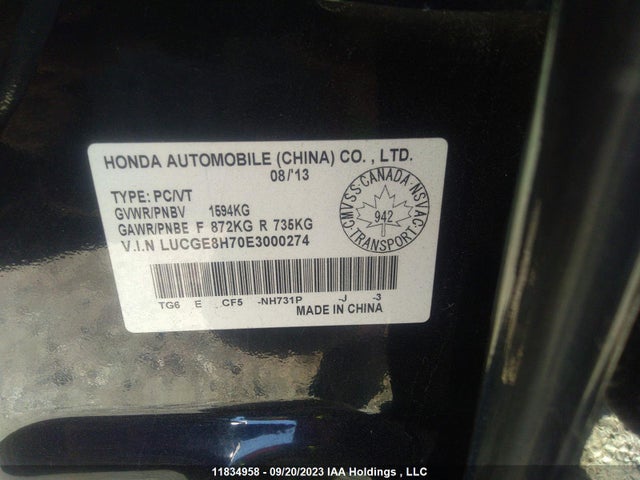 HONDA AUTOMOBILE (CHINA) CO. , LTD.
08/'13
TYPE: PC/VT
GVWR/PNBV 1594KG
GAWR/PNBE F 872KG R 735KG
V.I.N LUCGE8H70E3000274
CMVSS·CANADA·NSVAC
942
TRANSPORT
TG6 E CF5 -NH731P -J -3
MADE IN CHINA
11834958 - 09/20/2023 IAA Holdings , LLC